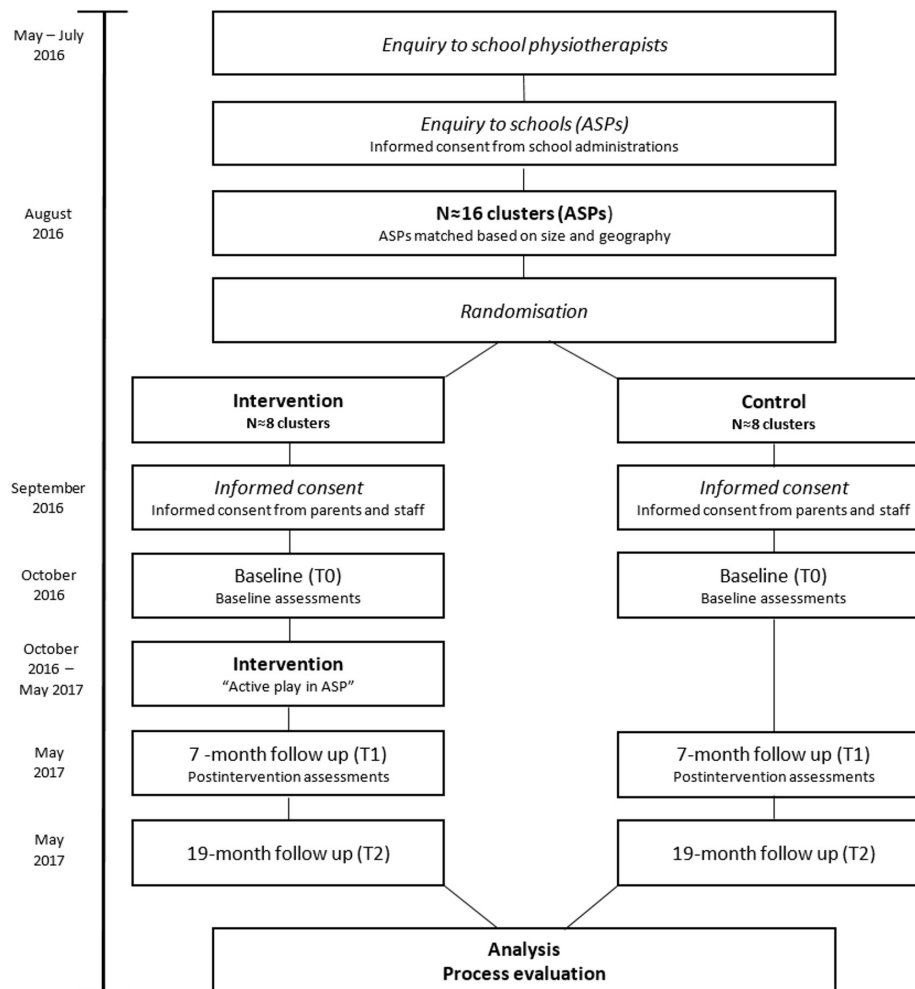 May – July
2016
Enquiry to school physiotherapists
Enquiry to schools (ASPs)
Informed consent from school administrations
August
2016
N≈16 clusters (ASPs)
ASPs matched based on size and geography
Randomisation
Intervention
N≈8 clusters
Control
N≈8 clusters
September
2016
Informed consent
Informed consent from parents and staff
Informed consent
Informed consent from parents and staff
October
2016
Baseline (T0)
Baseline assessments
Baseline (T0)
Baseline assessments
October
2016 –
May 2017
Intervention
“Active play in ASP”
May
2017
7 -month follow up (T1)
Postintervention assessments
7-month follow up (T1)
Postintervention assessments
May
2017
19-month follow up (T2)
19-month follow up (T2)
Analysis
Process evaluation